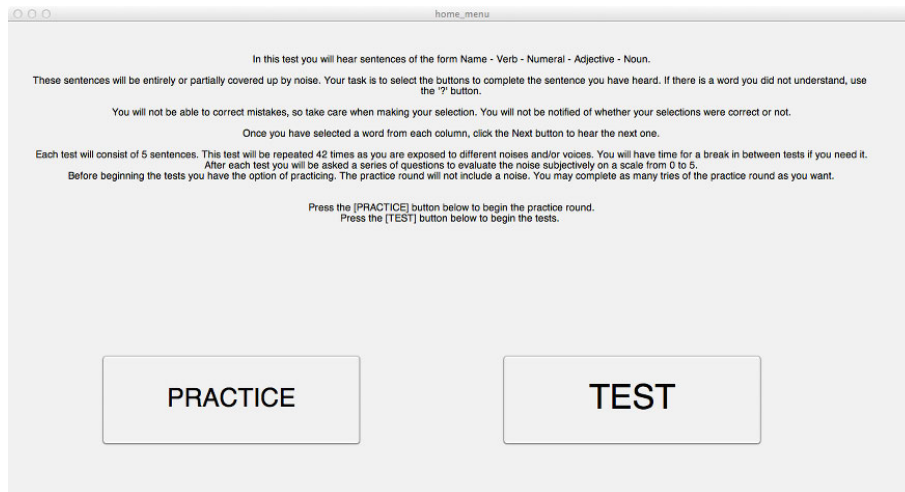 home_menu
In this test you will hear sentences of the form Name - Verb - Numeral - Adjective - Noun.
These sentences will be entirely or partially covered up by noise. Your task is to select the buttons to complete the sentence you have heard. If there is a word you did not understand, use
the '?' button.
You will not be able to correct mistakes, so take care when making your selection. You will not be notified of whether your selections were correct or not.
Once you have selected a word from each column, click the Next button to hear the next one.
Each test will consist of 5 sentences. This test will be repeated 42 times as you are exposed to different noises and/or voices. You will have time for a break in between tests if you need it.
After each test you will be asked a series of questions to evaluate the noise subjectively on a scale from 0 to 5.
Before beginning the tests you have the option of practicing. The practice round will not include a noise. You may complete as many tries of the practice round as you want.
Press the [PRACTICE] button below to begin the practice round.
Press the [TEST] button below to begin the tests.
PRACTICE
TEST